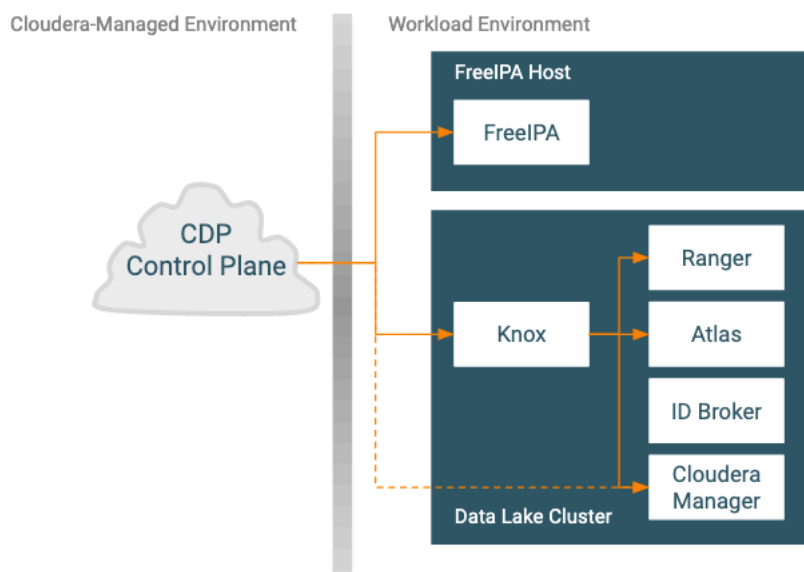 Cloudera-Managed Environment
Workload Environment
FreeIPA Host
FreeIPA
CDP
Control Plane
Ranger
Knox
Atlas
ID Broker
Cloudera
Manager
Data Lake Cluster